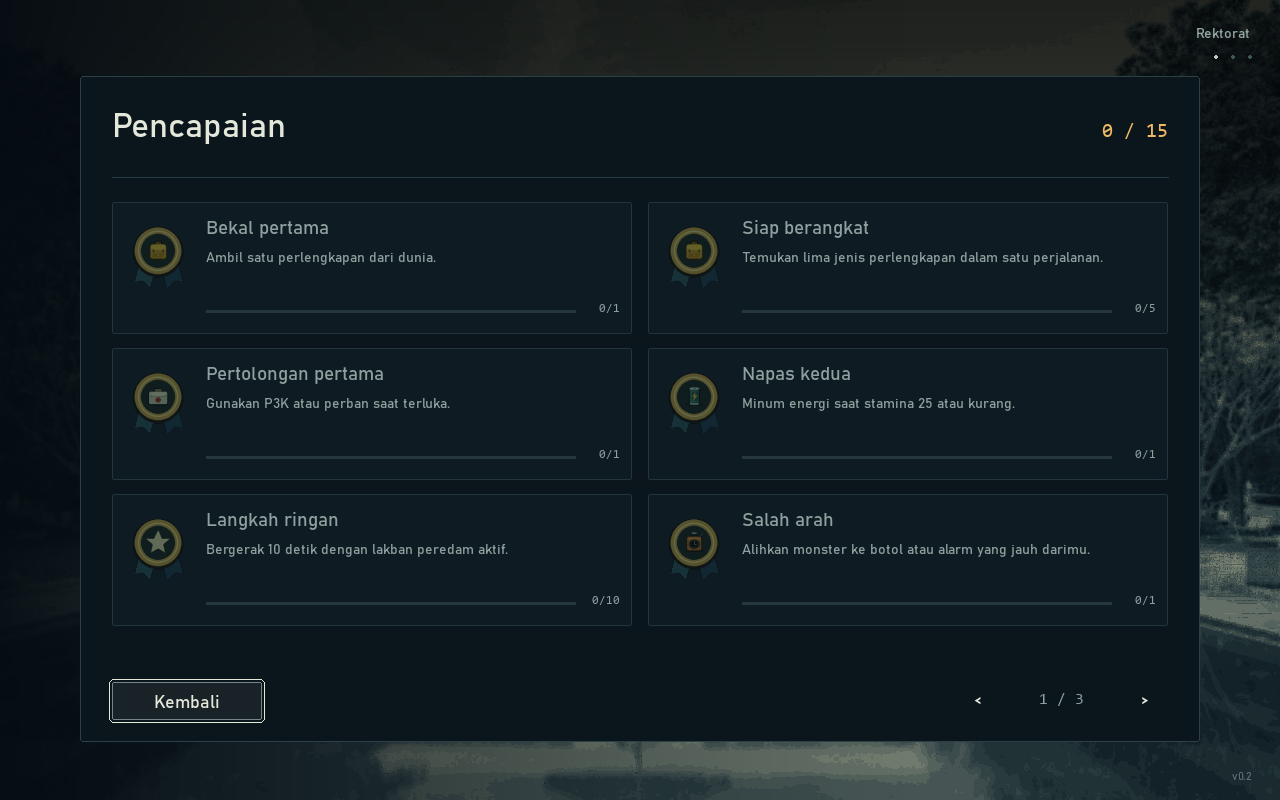 Rektorat
Pencapaian
0 / 15
Bekal pertama
Ambil satu perlengkapan dari dunia.
0/1
Siap berangkat
Temukan lima jenis perlengkapan dalam satu perjalanan.
0/5
Pertolongan pertama
Gunakan P3K atau perban saat terluka.
0/1
Napas kedua
Minum energi saat stamina 25 atau kurang.
0/1
Langkah ringan
Bergerak 10 detik dengan lakban peredam aktif.
0/10
Salah arah
Alihkan monster ke botol atau alarm yang jauh darimu.
0/1
Kembali
< 1 / 3 >
v0.2